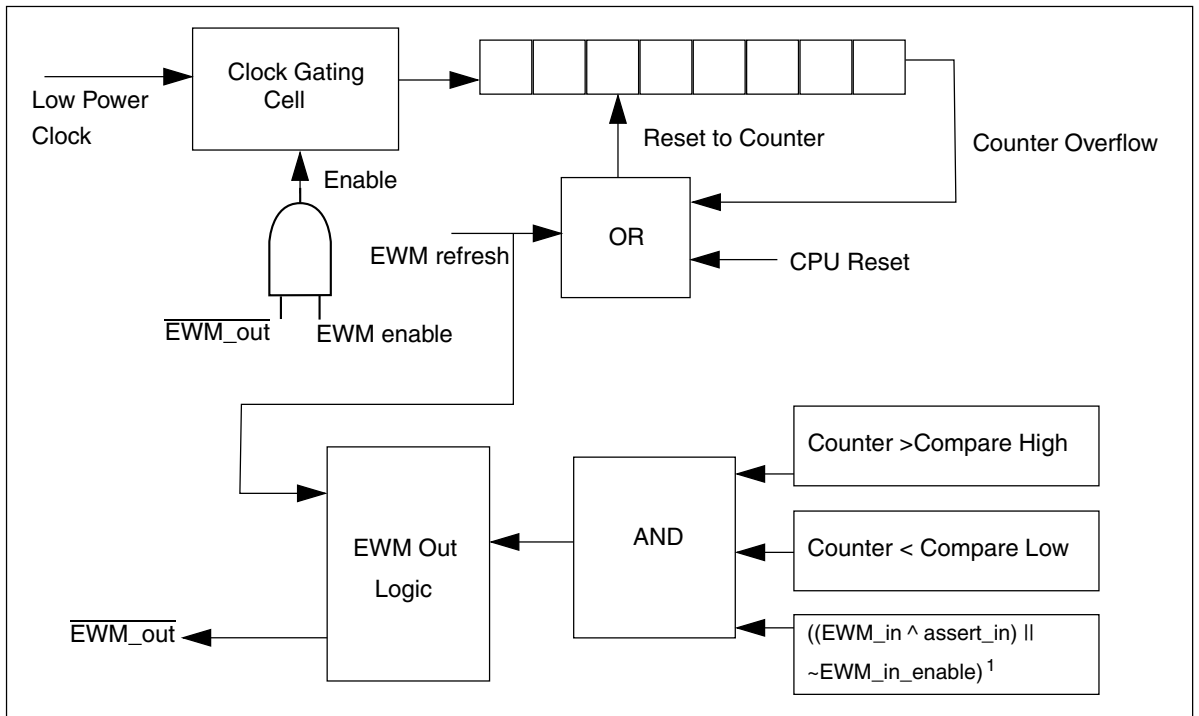 Low Power
Clock
Clock Gating
Cell
Enable
EWM_out
EWM enable
Reset to Counter
Counter Overflow
EWM refresh
OR
CPU Reset
EWM Out
Logic
EWM_out
AND
Counter >Compare High
Counter < Compare Low
((EWM_in ^ assert_in) ||
~EWM_in_enable) 1